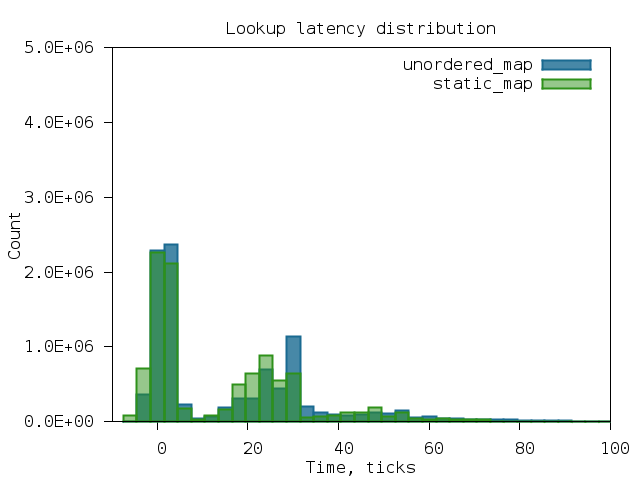 Lookup latency distribution
unordered_map
static_map
5.0E+06
4.0E+06
3.0E+06
2.0E+06
1.0E+06
0.0E+00
Count
0 20 40 60 80 100
Time, ticks